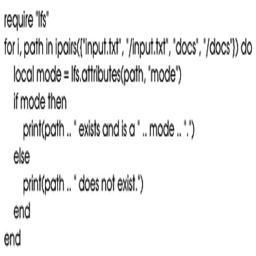 require "lfs"
for i, path in ipairs({"input.txt", "/input.txt", "docs", "/docs"}) do
local mode = lfs.attributes(path, "mode")
if mode then
print(path .. " exists and is a " .. mode .. ".")
else
print(path .. " does not exist.")
end
end